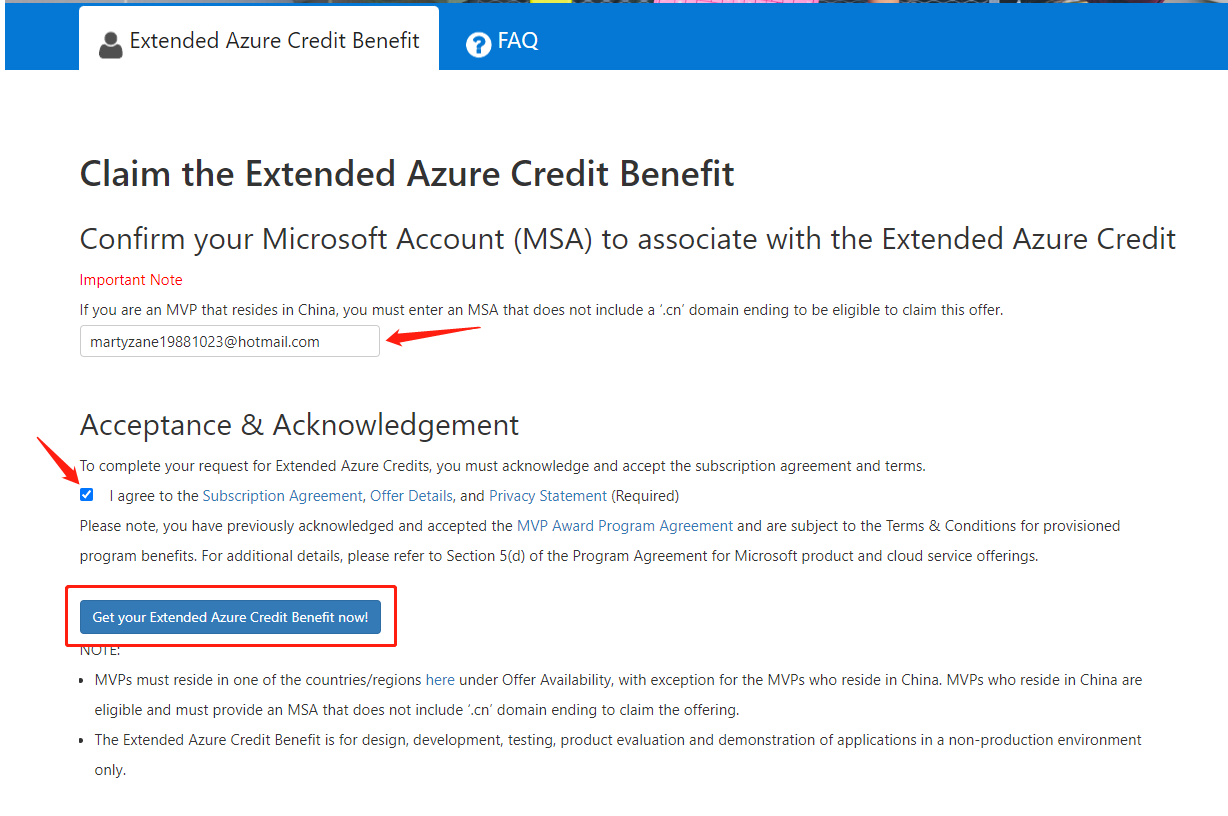 Extended Azure Credit Benefit
? FAQ
Claim the Extended Azure Credit Benefit
Confirm your Microsoft Account (MSA) to associate with the Extended Azure Credit
Important Note
If you are an MVP that resides in China, you must enter an MSA that does not include a ‘.cn’ domain ending to be eligible to claim this offer.
martyzane19881023@hotmail.com
Acceptance & Acknowledgement
To complete your request for Extended Azure Credits, you must acknowledge and accept the subscription agreement and terms.
I agree to the Subscription Agreement, Offer Details, and Privacy Statement (Required)
Please note, you have previously acknowledged and accepted the MVP Award Program Agreement and are subject to the Terms & Conditions for provisioned
program benefits. For additional details, please refer to Section 5(d) of the Program Agreement for Microsoft product and cloud service offerings.
Get your Extended Azure Credit Benefit now!
NOTE:
• MVPs must reside in one of the countries/regions here under Offer Availability, with exception for the MVPs who reside in China. MVPs who reside in China are
eligible and must provide an MSA that does not include ‘.cn’ domain ending to claim the offering.
• The Extended Azure Credit Benefit is for design, development, testing, product evaluation and demonstration of applications in a non-production environment
only.